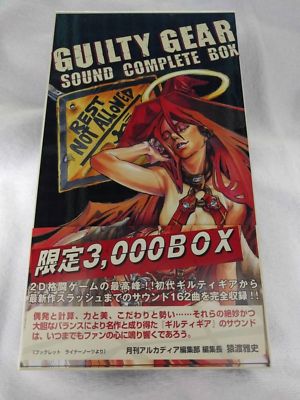 GUILTY GEAR
SOUND COMPLETE BOX
REST
NOT ALLOWED
限定3,000BOX
2D格闘ゲームの最高峰!!初代ギルティギアから
最新作スラッシュまでのサウンド162曲を完全収録!!
偶発と計算、力と美、こだわりと勢い……それらの絶妙かつ
大胆なバランスにより名作と成り得た『ギルティギア』のサウンド
は、いつまでもファンの心に鳴り響くであろう。
(ブックレット ライナーノーツより)
月刊アルカディア編集部 編集長 猿渡雅史